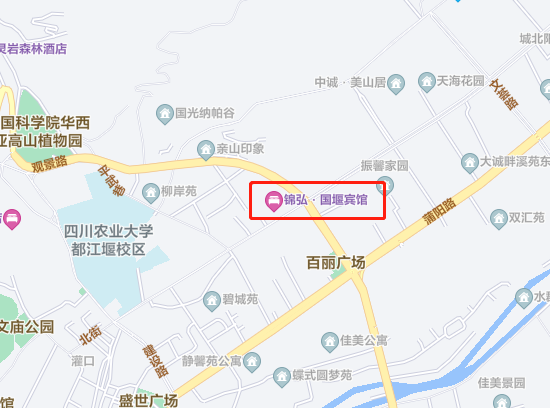 灵岩森林酒店
城北阳
中诚·美山居
天海花园
文荟路
国光纳帕谷
国科学院华西
亚高山植物园
亲山印象
观景路
平武巷
振馨家园
大诚畔溪苑东
柳岸苑
锦弘·国堰宾馆
蒲阳路
双汇苑
四川农业大学
都江堰校区
百丽广场
碧城苑
水郡
文庙公园
北街
建设路
灌口
静馨苑公寓
佳美公寓
蝶式圆梦苑
佳美景苑
盛世广场
馆